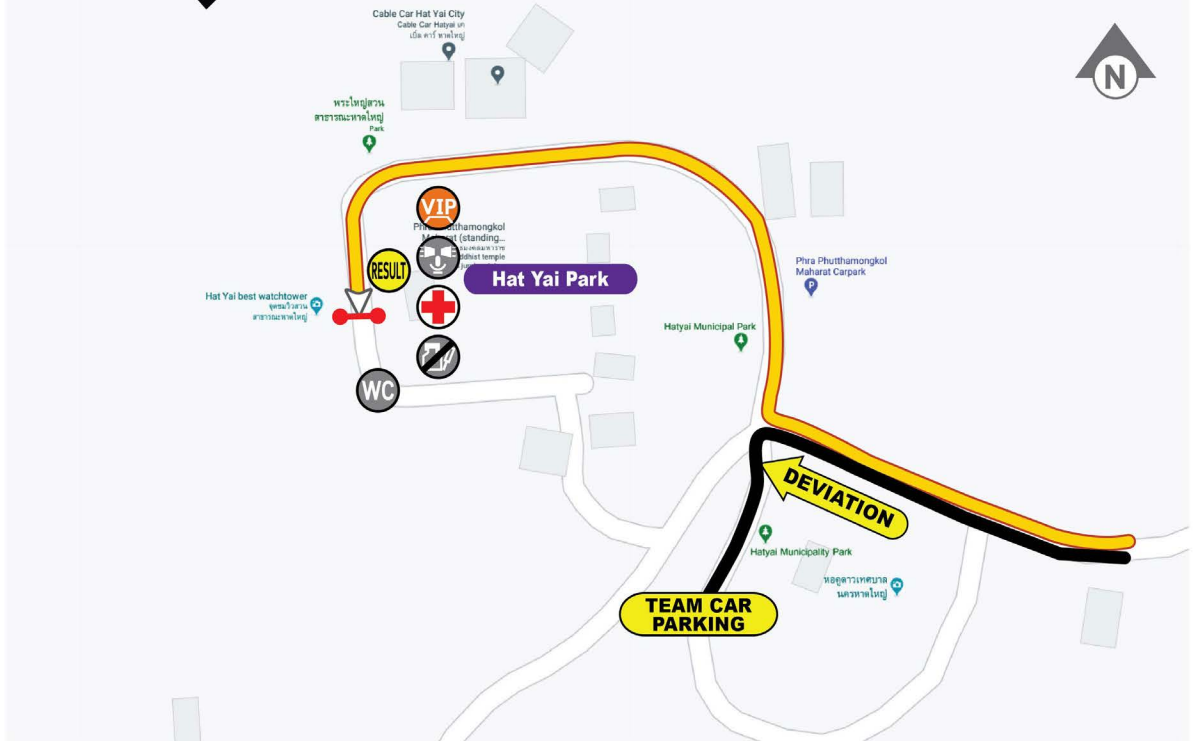 Cable Car Hat Yai City
Cable Car Hatyai เค
เบิ้ล คาร์ หาดใหญ่
N
พระใหญ่สวน
สาธารณะหาดใหญ่
Park
VIP
Maharat (standing...
RESULT
Hat Yai Park
Hat Yai best watchtower
จุดชมวิวสวน
สาธารณะหาดใหญ่
Phra Phutthamongkol
Maharat Carpark
P
Hatyai Municipal Park
WC
DEVIATION
Hatyai Municipality Park
หอดูดาวเทศบาล
นครหาดใหญ่
TEAM CAR
PARKING